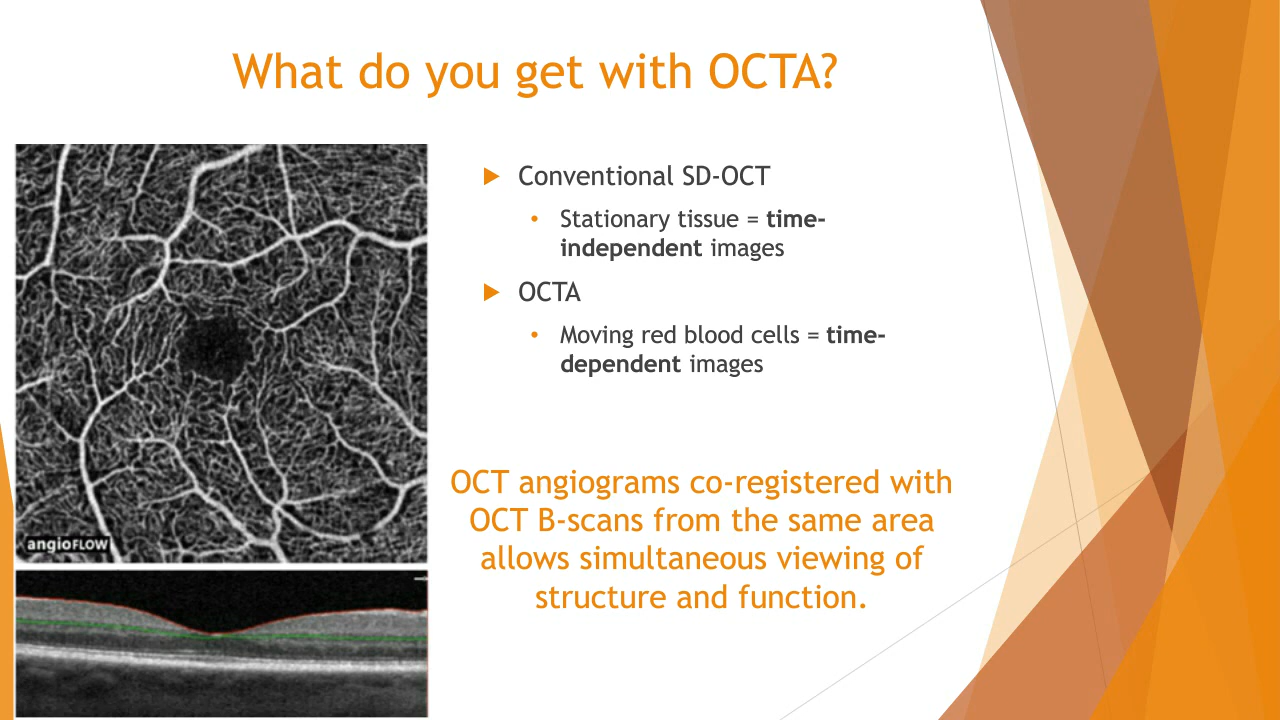 What do you get with OCTA?
▶ Conventional SD-OCT
• Stationary tissue = time-
independent images
▶ OCTA
• Moving red blood cells = time-
dependent images
OCT angiograms co-registered with
OCT B-scans from the same area
allows simultaneous viewing of
structure and function.
angioFLOW